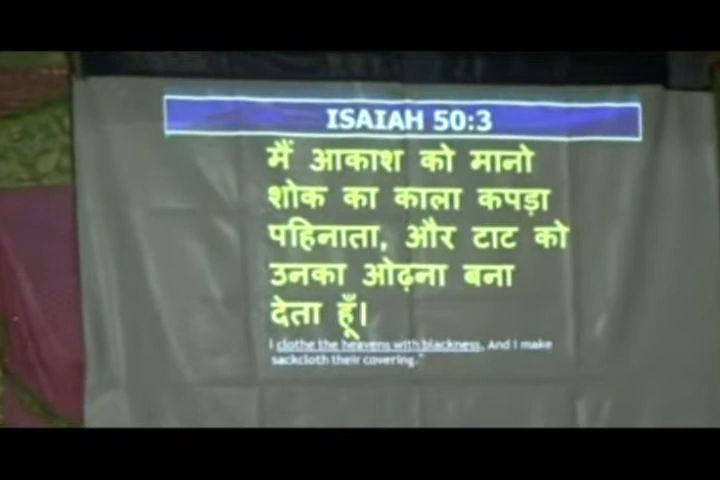 ISAIAH 50:3
मैं आकाश को मानो
शोक का काला कपड़ा
पहिनाता, और टाट को
उनका ओढ़ना बना
देता हूँ।
I clothe the heavens with blackness, And I make
sackcloth their covering."